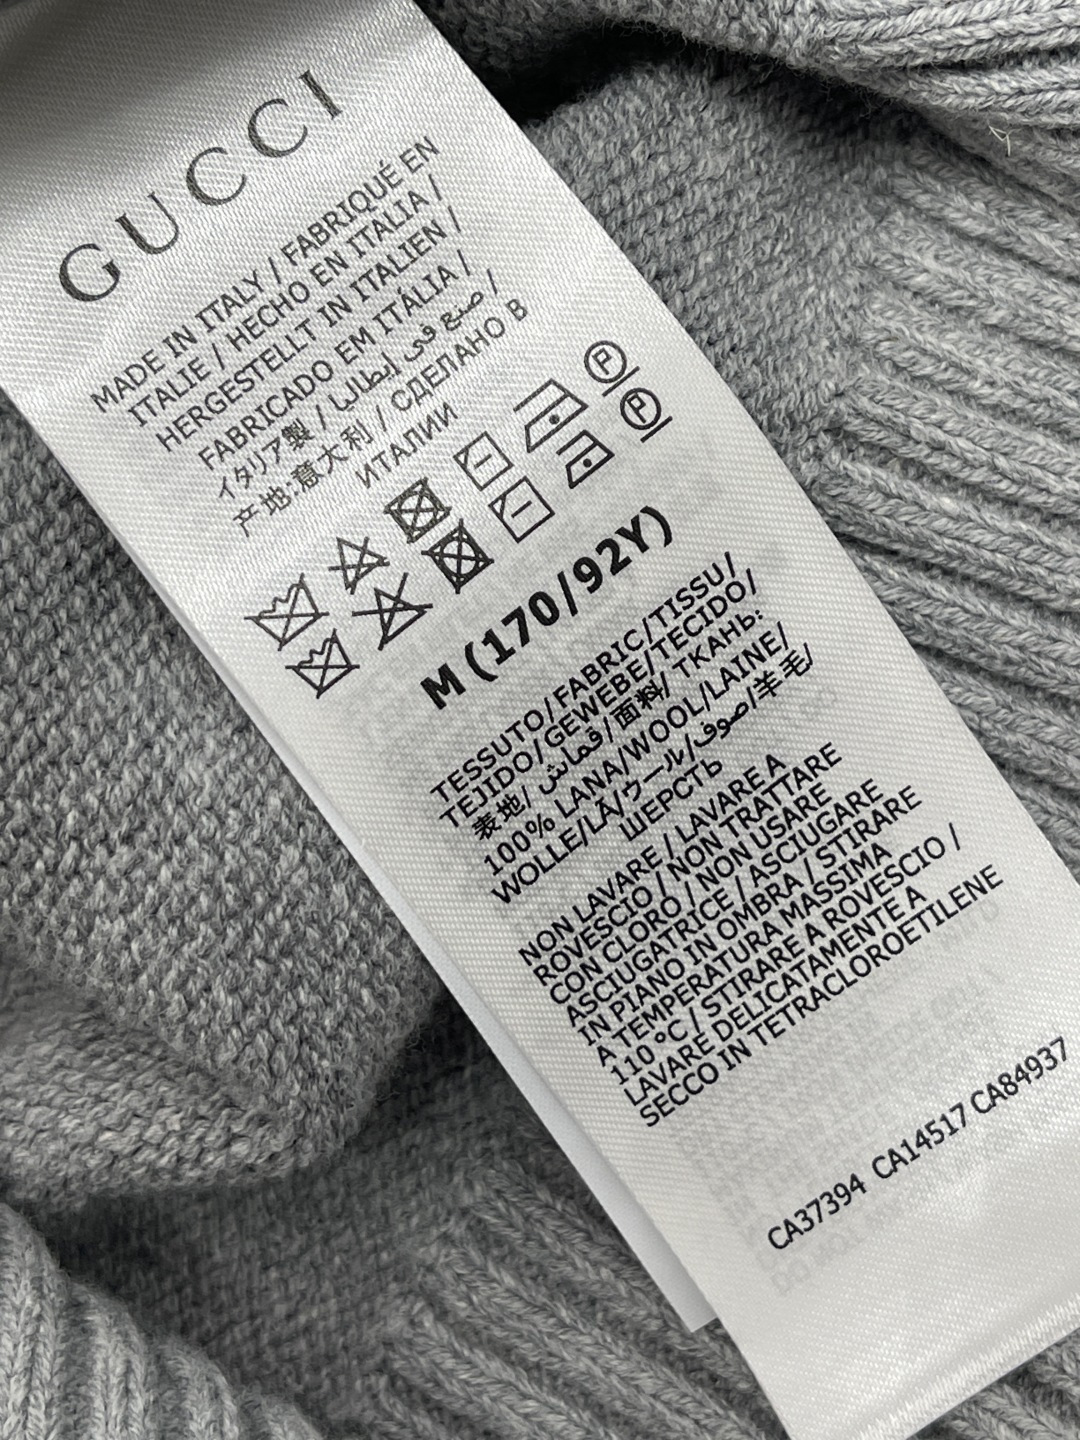 GUCCI
MADE IN ITALY / FABRIQUÉ EN
ITALIE / HECHO EN ITALIA /
HERGESTELLT IN ITALIEN /
FABRICADO EM ITÁLIA /
イタリア製 / صنع في إيطاليا /
产地:意大利 / СДЕЛАНО В
ИТАЛИИ
P
P
M (170/92Y)
TESSUTO/FABRIC/TISSU/
TEJIDO/GEWEBE/TECIDO/
表地/ قماش/面料/ ТКАНЬ:
100% LANA/WOOL/LAINE/
WOLLE/LÃ/ウール/صوف/羊毛/
ШЕРСТЬ
NON LAVARE / LAVARE A
ROVESCIO / NON TRATTARE
CON CLORO / NON USARE
ASCIUGATRICE / ASCIUGARE
IN PIANO IN OMBRA / STIRARE
A TEMPERATURA MASSIMA
110 °C / STIRARE A ROVESCIO /
LAVARE DELICATAMENTE A
SECCO IN TETRACLOROETILENE
CA37394 CA14517 CA84937